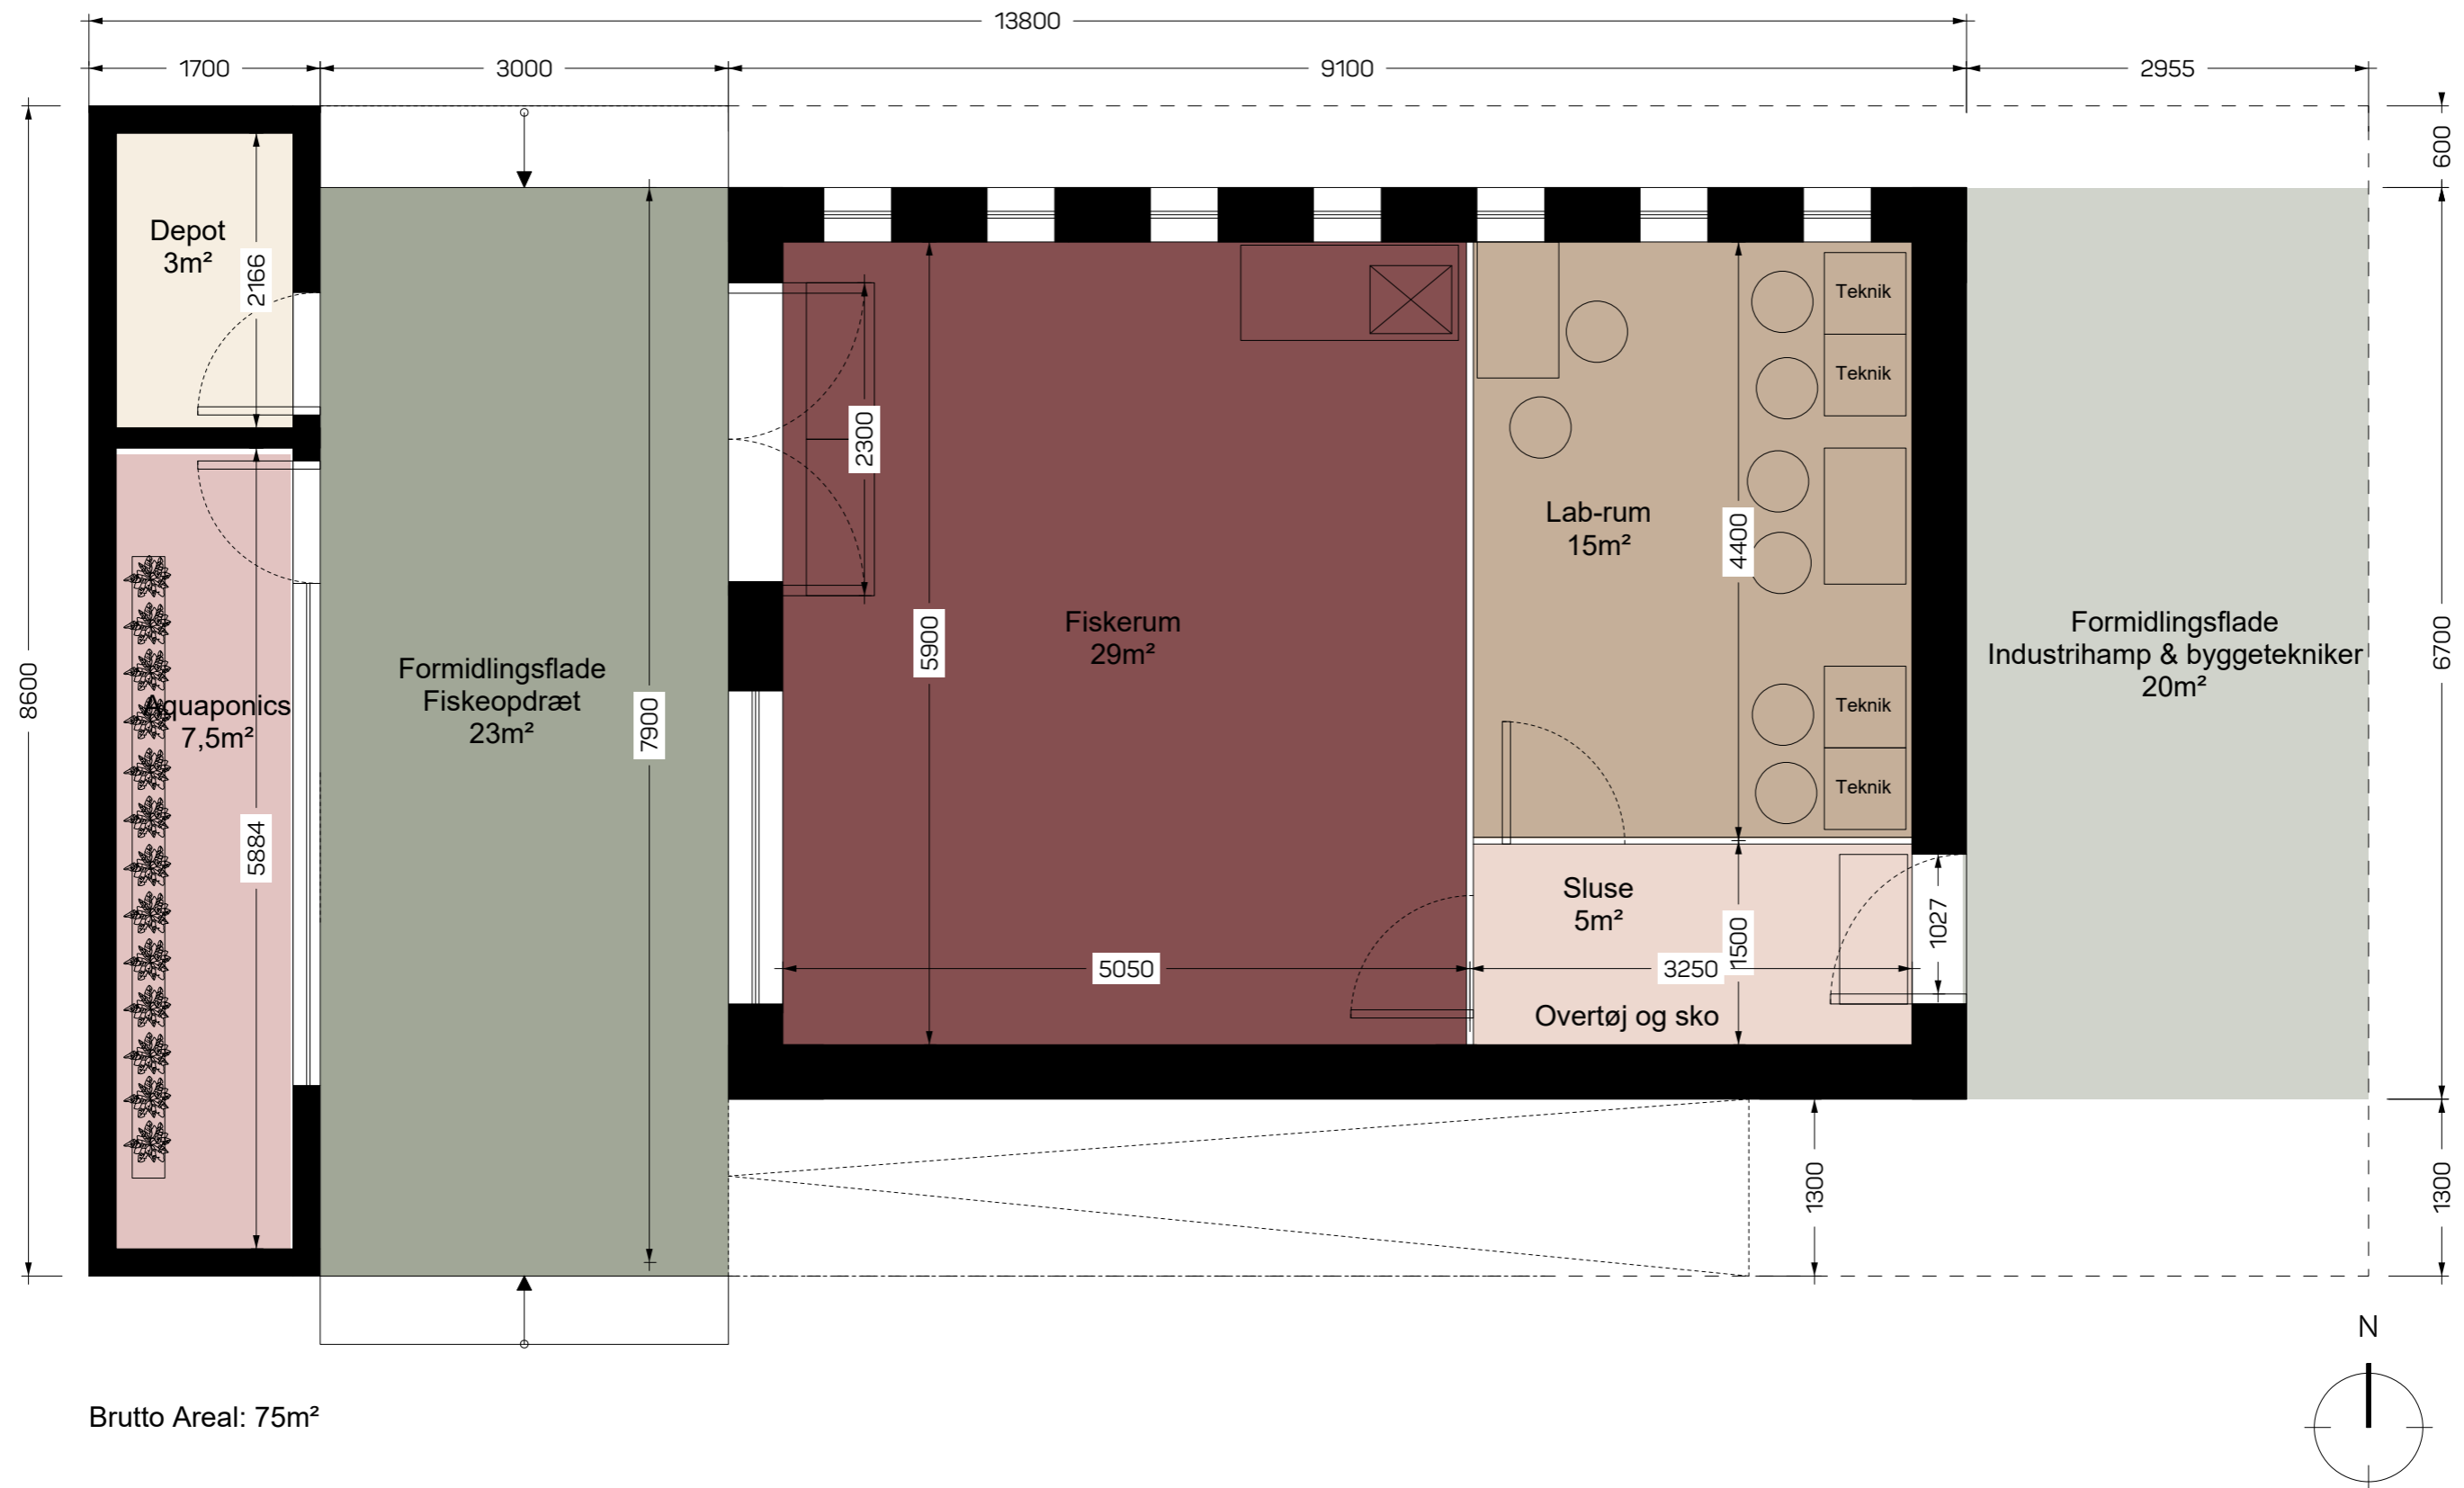 13800
1700
3000
9100
2955
600
Depot
3m²
2166
Teknik
Teknik
2300
Lab-rum
15m²
4400
Fiskerum
29m²
5900
Formidlingsflade
Industrihamp & byggetekniker
20m²
6700
8600
Formidlingsflade
Fiskeopdræt
23m²
7900
Aquaponics
7,5m²
5884
Teknik
Teknik
Sluse
5m²
1500
1027
5050
3250
Overtøj og sko
1300
1300
N
Brutto Areal: 75m²